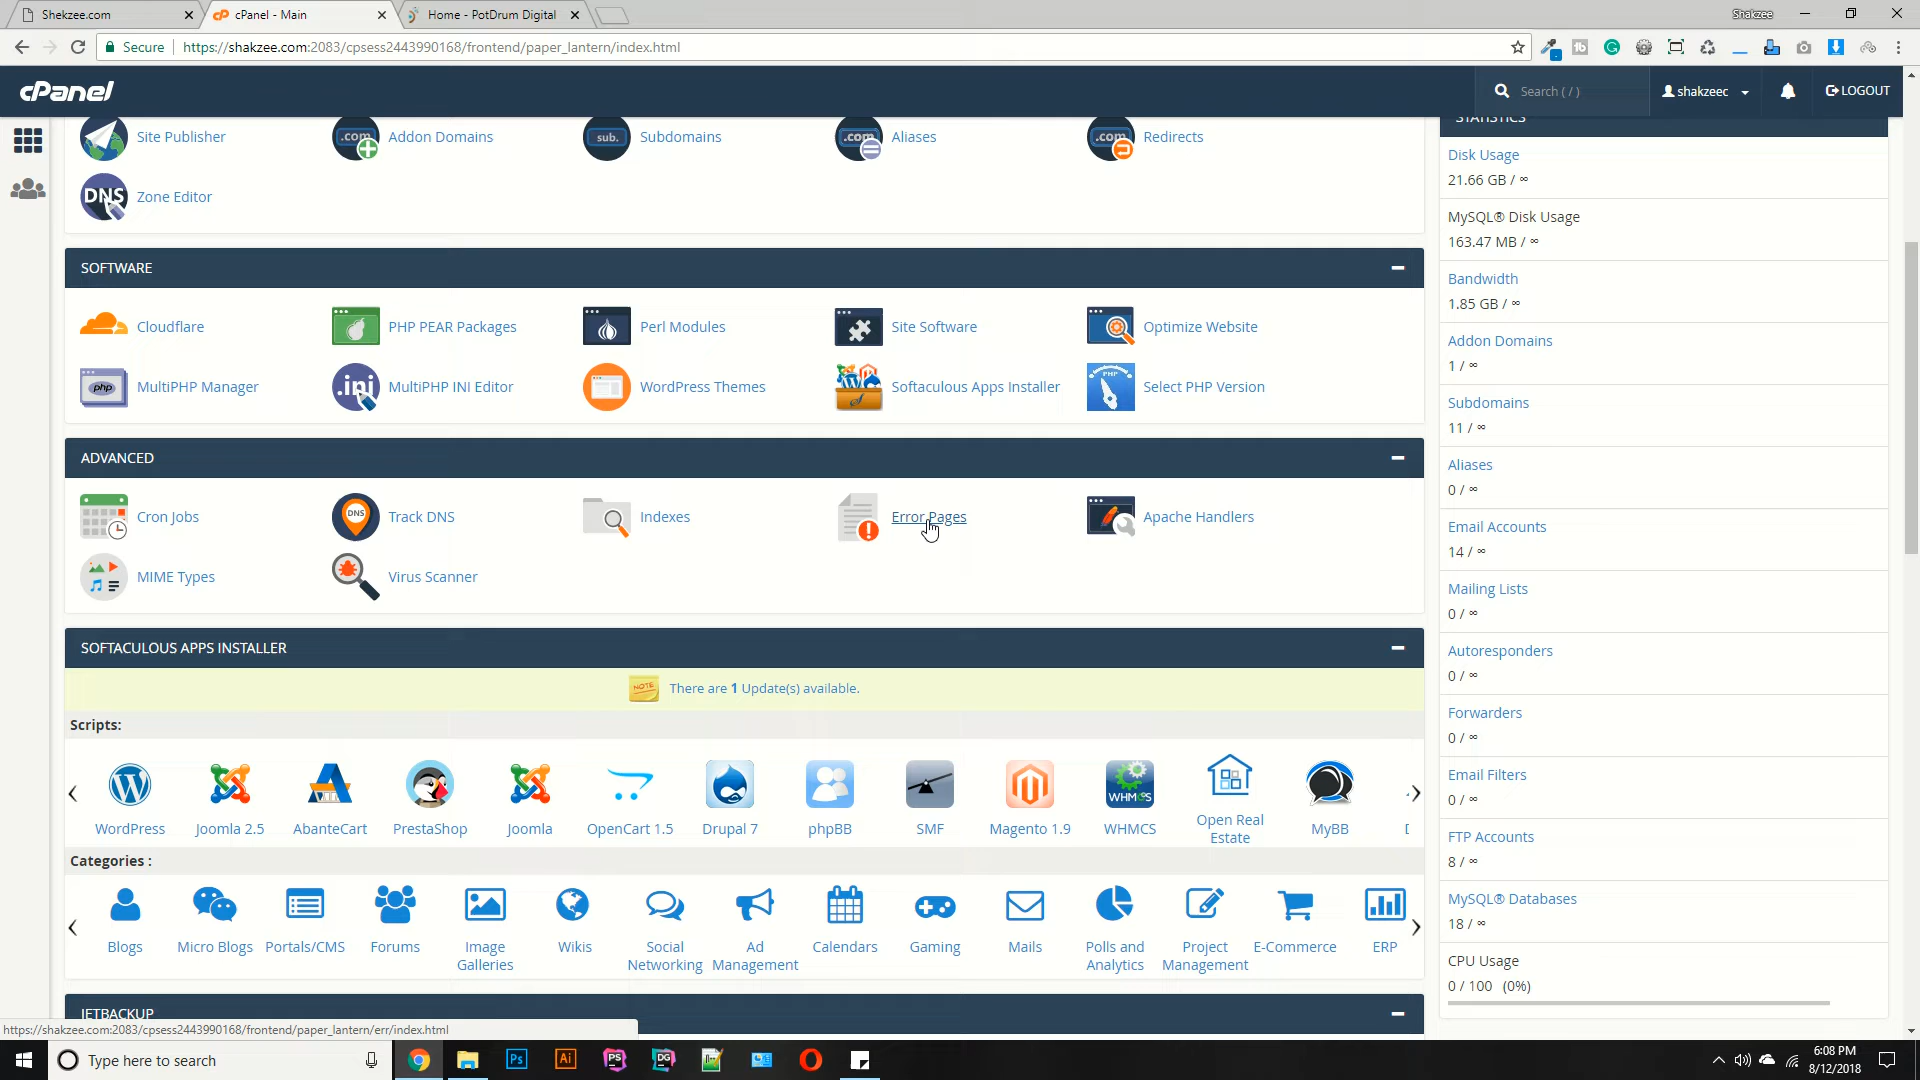 Shekzee.com
cPanel - Main
Home - PotDrum Digital
Shakzee
Secure
https://shakzee.com:2083/cpsess2443990168/frontend/paper_lantern/index.html
cPanel
Search ( / )
shakzeec
LOGOUT
Site Publisher
Addon Domains
Subdomains
Aliases
Redirects
Zone Editor
SOFTWARE
Cloudflare
PHP PEAR Packages
Perl Modules
Site Software
Optimize Website
MultiPHP Manager
MultiPHP INI Editor
WordPress Themes
Softaculous Apps Installer
Select PHP Version
ADVANCED
Cron Jobs
Track DNS
Indexes
Error Pages
Apache Handlers
MIME Types
Virus Scanner
SOFTACULOUS APPS INSTALLER
NOTE
There are 1 Update(s) available.
Scripts:
WordPress
Joomla 2.5
AbanteCart
PrestaShop
Joomla
OpenCart 1.5
Drupal 7
phpBB
SMF
Magento 1.9
WHMCS
Open Real
Estate
MyBB
Categories :
Blogs
Micro Blogs
Portals/CMS
Forums
Image
Galleries
Wikis
Social
Networking
Ad
Management
Calendars
Gaming
Mails
Polls and
Analytics
Project
Management
E-Commerce
ERP
JETBACKUP
STATISTICS
Disk Usage
21.66 GB / ∞
MySQL® Disk Usage
163.47 MB / ∞
Bandwidth
1.85 GB / ∞
Addon Domains
1 / ∞
Subdomains
11 / ∞
Aliases
0 / ∞
Email Accounts
14 / ∞
Mailing Lists
0 / ∞
Autoresponders
0 / ∞
Forwarders
0 / ∞
Email Filters
0 / ∞
FTP Accounts
8 / ∞
MySQL® Databases
18 / ∞
CPU Usage
0 / 100 (0%)
https://shakzee.com:2083/cpsess2443990168/frontend/paper_lantern/err/index.html
Type here to search
6:08 PM
8/12/2018